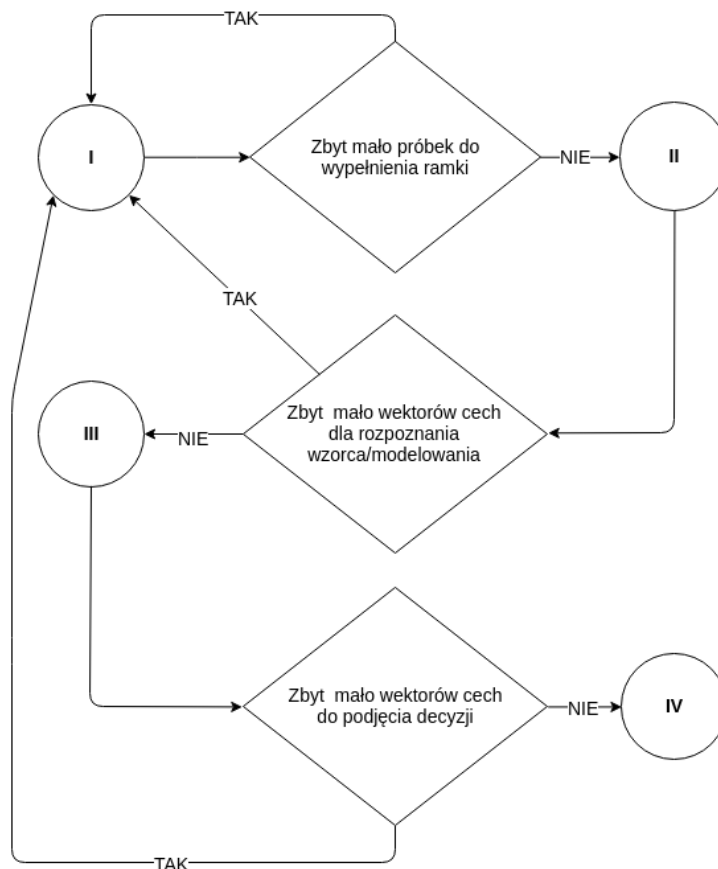 TAK
I
Zbyt mało próbek do
wypełnienia ramki
NIE
II
TAK
III
NIE
Zbyt mało wektorów cech
dla rozpoznania
wzorca/modelowania
Zbyt mało wektorów cech
do podjęcia decyzji
NIE
IV
TAK